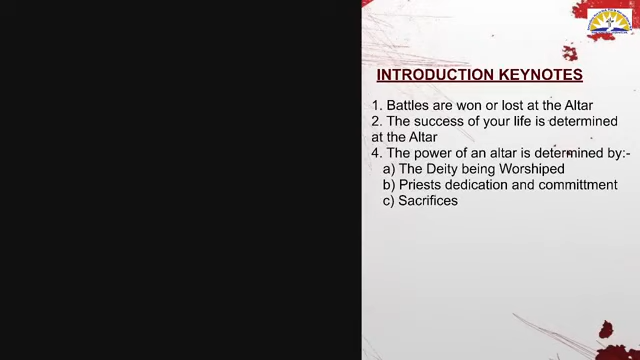 INTRODUCTION KEYNOTES
1. Battles are won or lost at the Altar
2. The success of your life is determined
at the Altar
4. The power of an altar is determined by:-
a) The Deity being Worshiped
b) Priests dedication and committment
c) Sacrifices